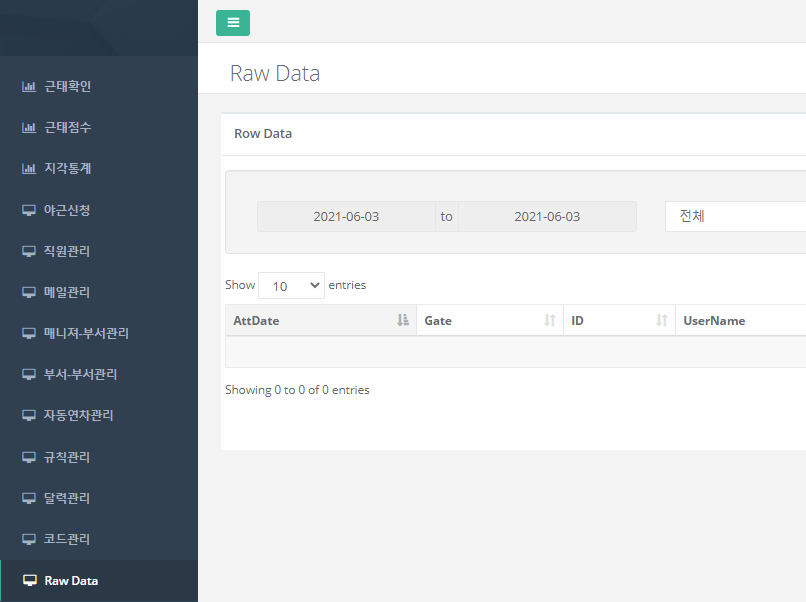 근태확인
근태점수
지각통계
야근신청
직원관리
메일관리
매니저-부서관리
부서-부서관리
자동연차관리
규칙관리
달력관리
코드관리
Raw Data
Raw Data
Row Data
2021-06-03 to 2021-06-03 전체
Show 10 entries
AttDate Gate ID UserName
Showing 0 to 0 of 0 entries